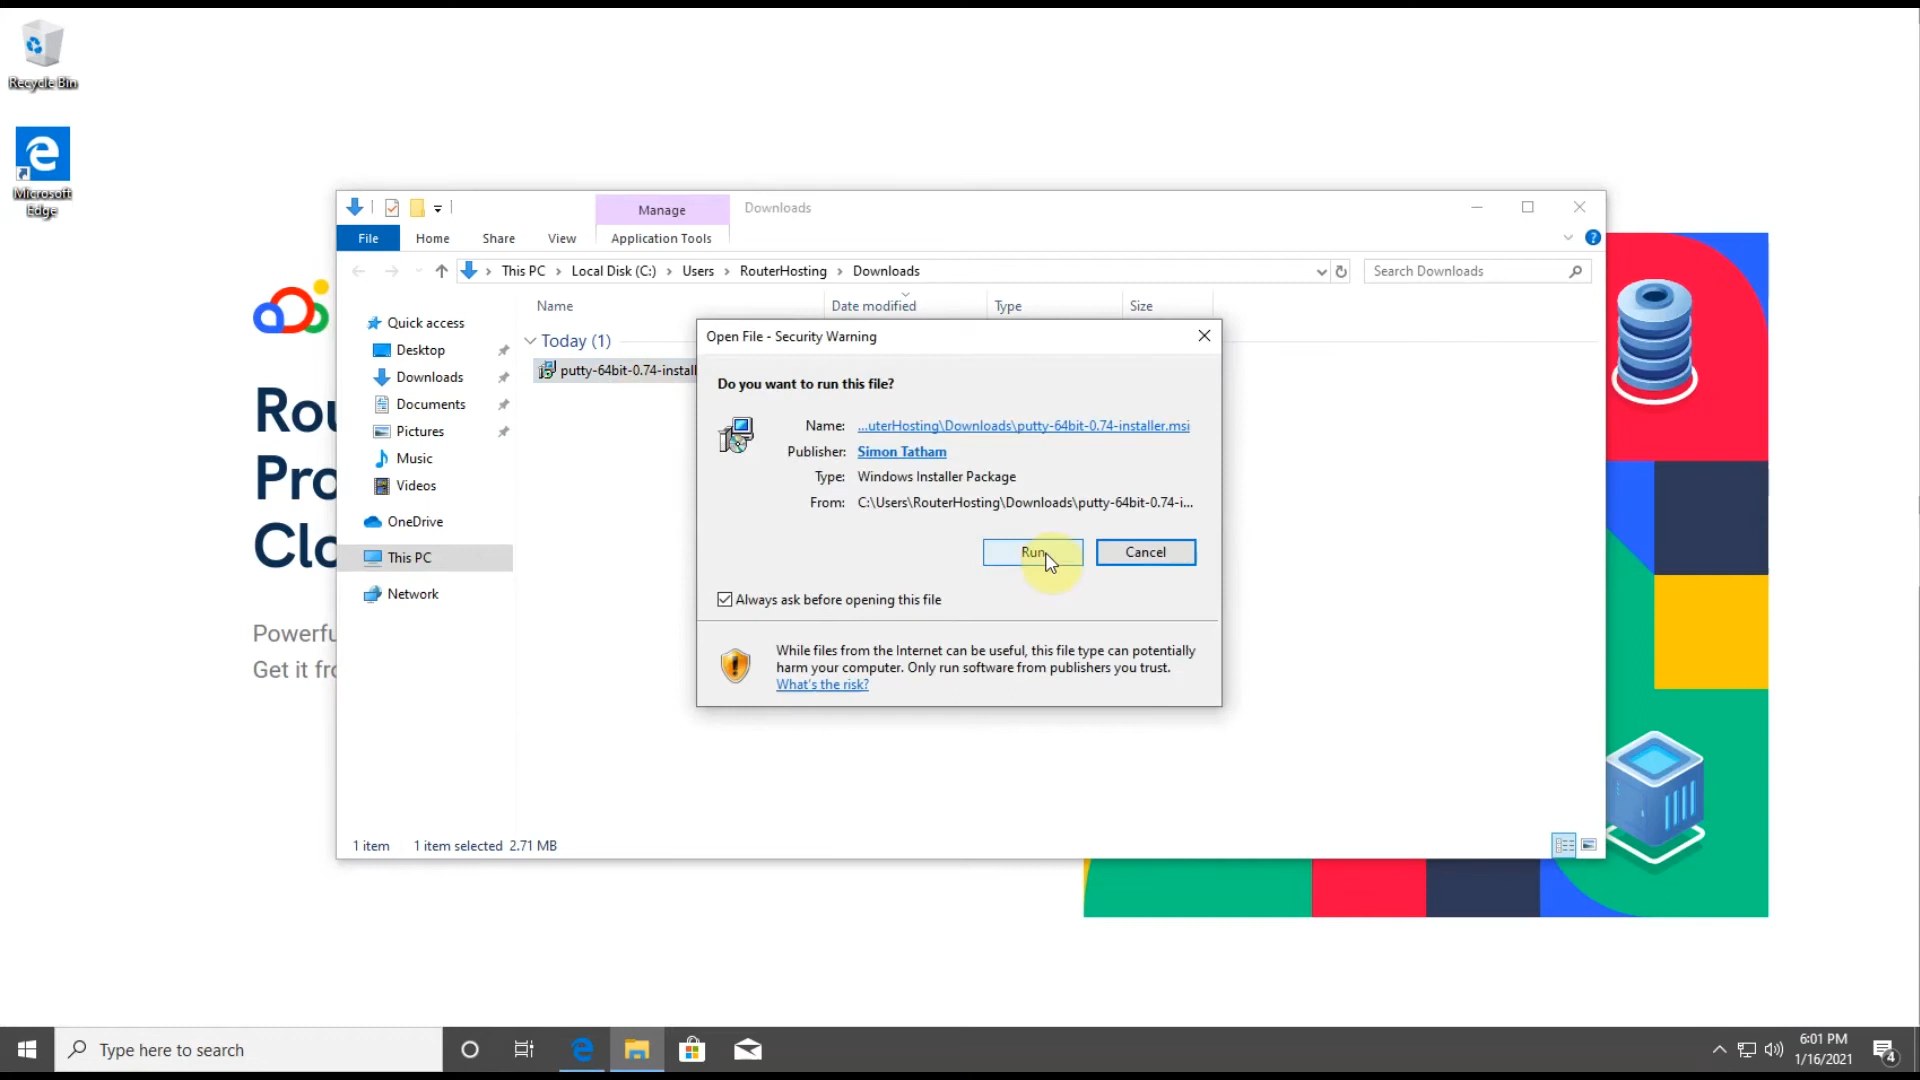 Recycle Bin
Microsoft
Edge
Manage
Downloads
File
Home
Share
View
Application Tools
This PC > Local Disk (C:) > Users > RouterHosting > Downloads
Search Downloads
Name
Date modified
Type
Size
Quick access
Desktop
Downloads
Documents
Pictures
Music
Videos
OneDrive
This PC
Network
Today (1)
putty-64bit-0.74-install
Open File - Security Warning
Do you want to run this file?
Name: ...uterHosting\Downloads\putty-64bit-0.74-installer.msi
Publisher: Simon Tatham
Type: Windows Installer Package
From: C:\Users\RouterHosting\Downloads\putty-64bit-0.74-i...
Run
Cancel
Always ask before opening this file
While files from the Internet can be useful, this file type can potentially
harm your computer. Only run software from publishers you trust.
What's the risk?
1 item
1 item selected 2.71 MB
Rou
Pro
Clo
Powerfu
Get it fro
Type here to search
6:01 PM
1/16/2021
4